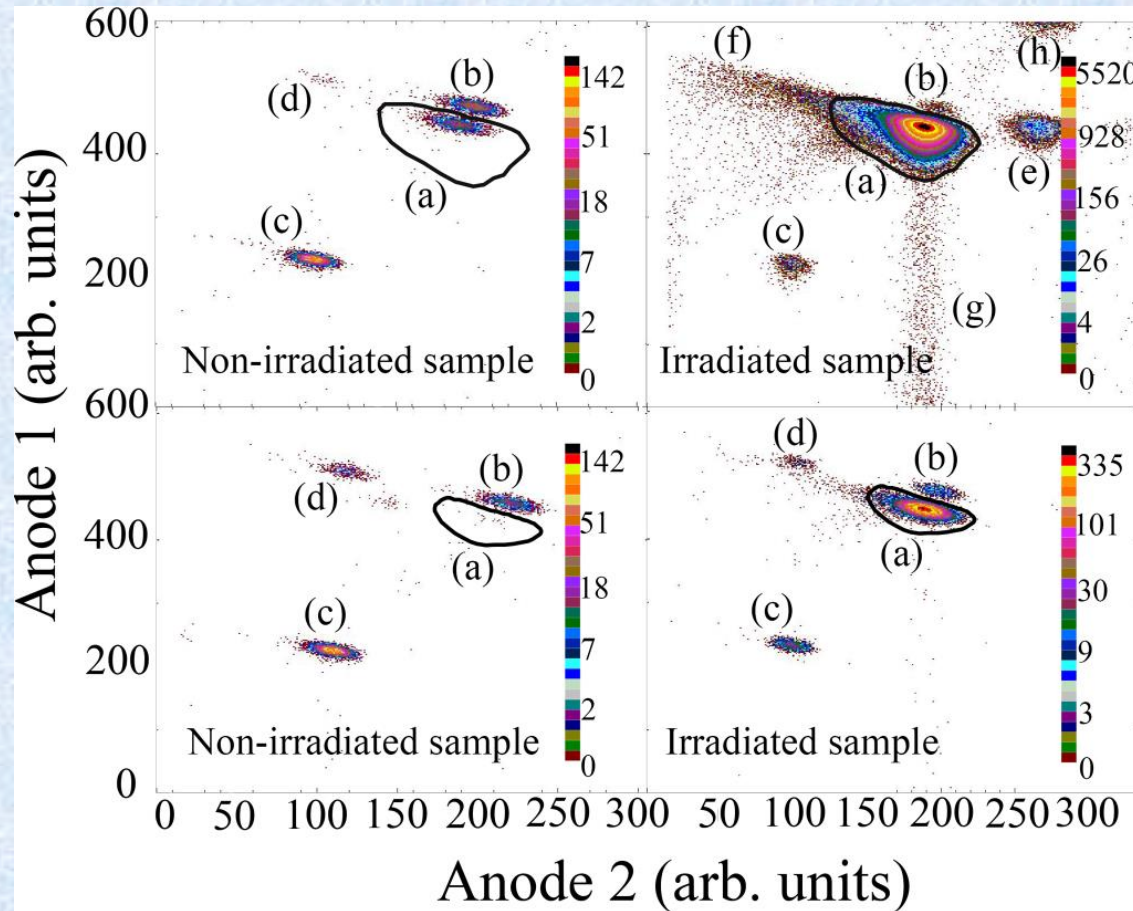 Anode 1 (arb. units)
600
400
200
600
400
200
0
(b)
(d)
(a)
(c)
142
51
18
7
2
0
Non-irradiated sample
(f)
(b)
(h)
(a)
(e)
(c)
(g)
5520
928
156
26
4
0
Irradiated sample
(d)
(b)
(a)
(c)
142
51
18
7
2
0
Non-irradiated sample
(d)
(b)
(a)
(c)
335
101
30
9
3
0
Irradiated sample
0 50 100 150 200 250 300 50 100 150 200 250 300
Anode 2 (arb. units)